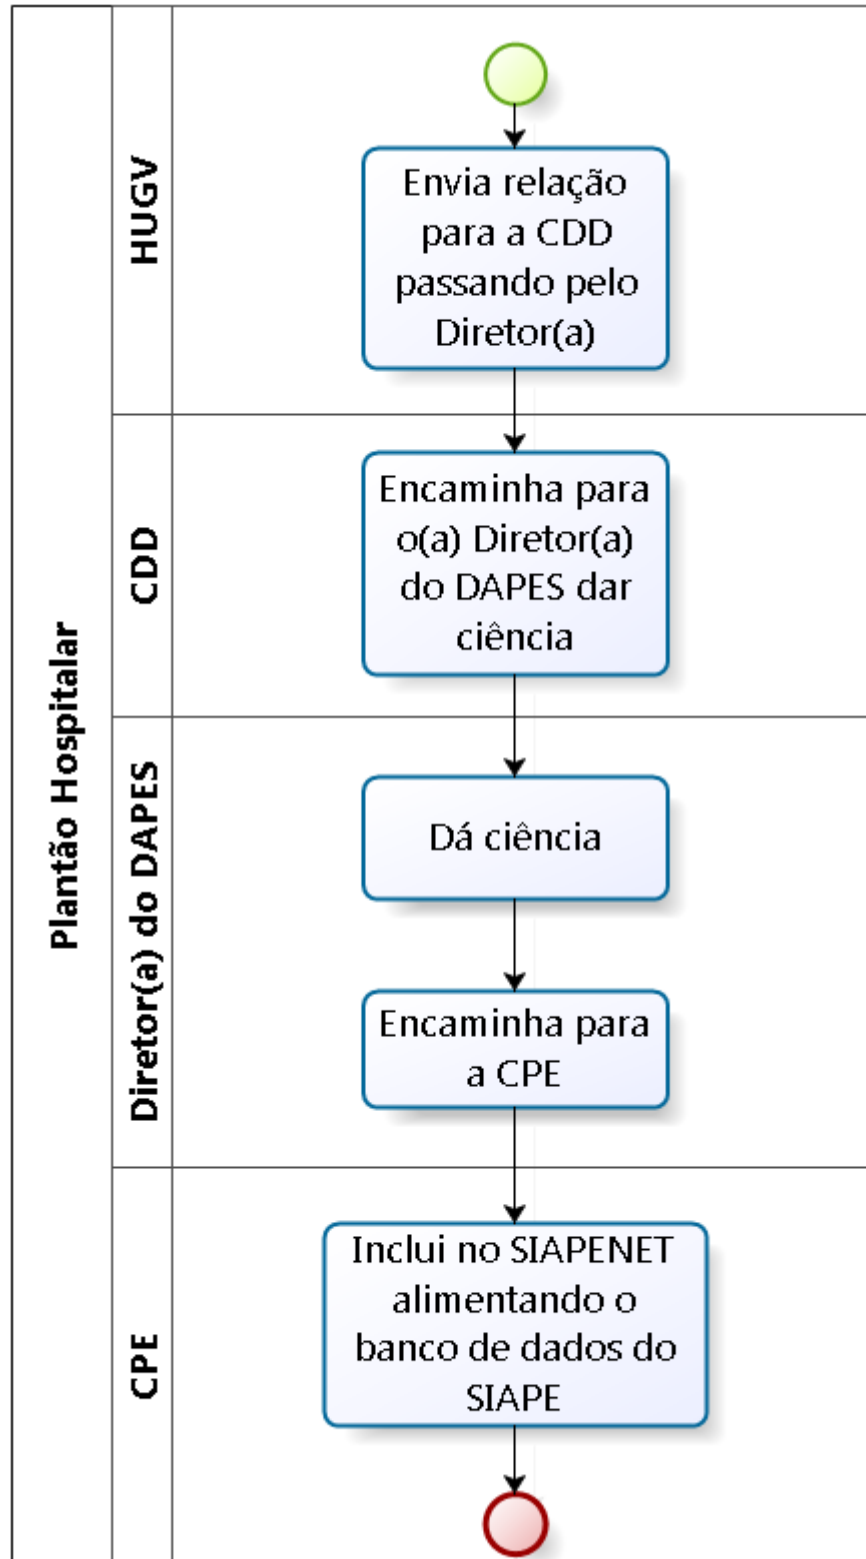 Plantão Hospitalar
HUGV
Envia relação
para a CDD
passando pelo
Diretor(a)
CDD
Encaminha para
o(a) Diretor(a)
do DAPES dar
ciência
Diretor(a) do DAPES
Dá ciência
Encaminha para
a CPE
CPE
Inclui no SIAPENET
alimentando o
banco de dados do
SIAPE